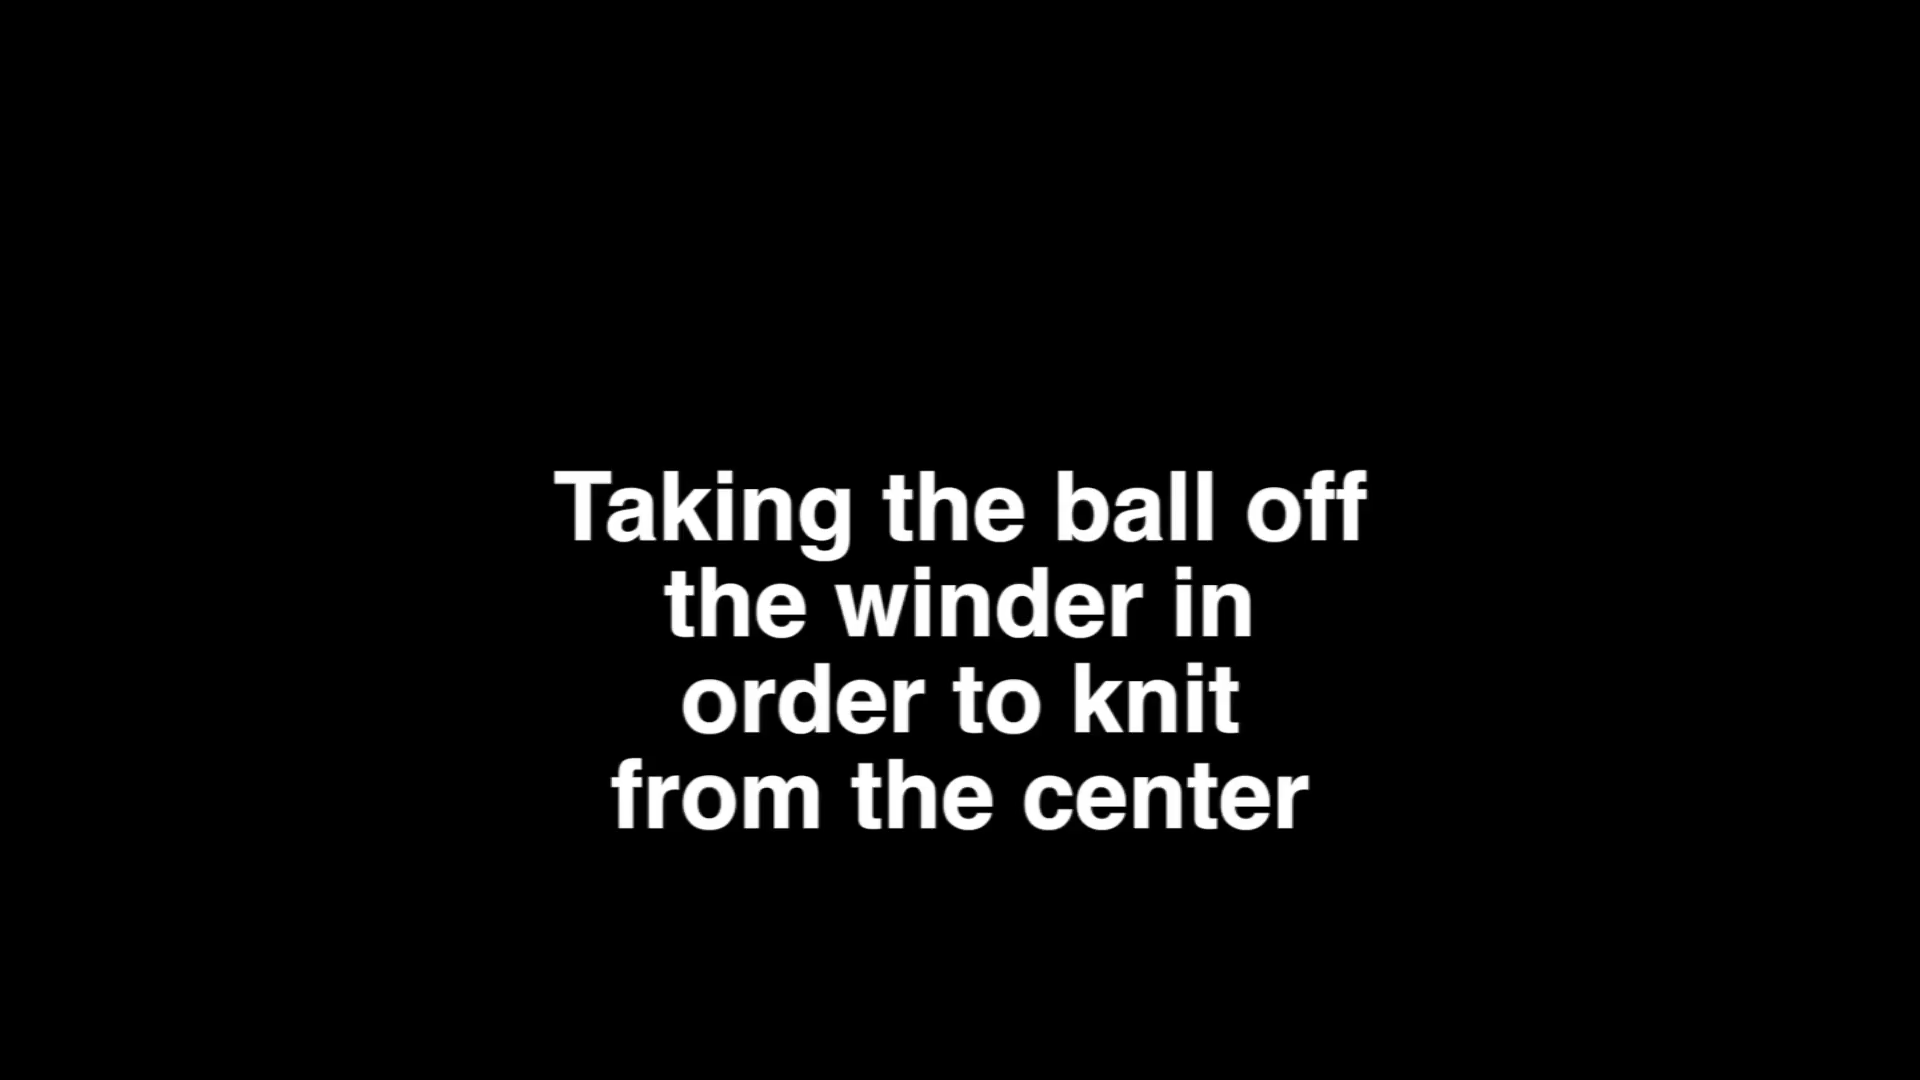 Taking the ball off
the winder in
order to knit
from the center